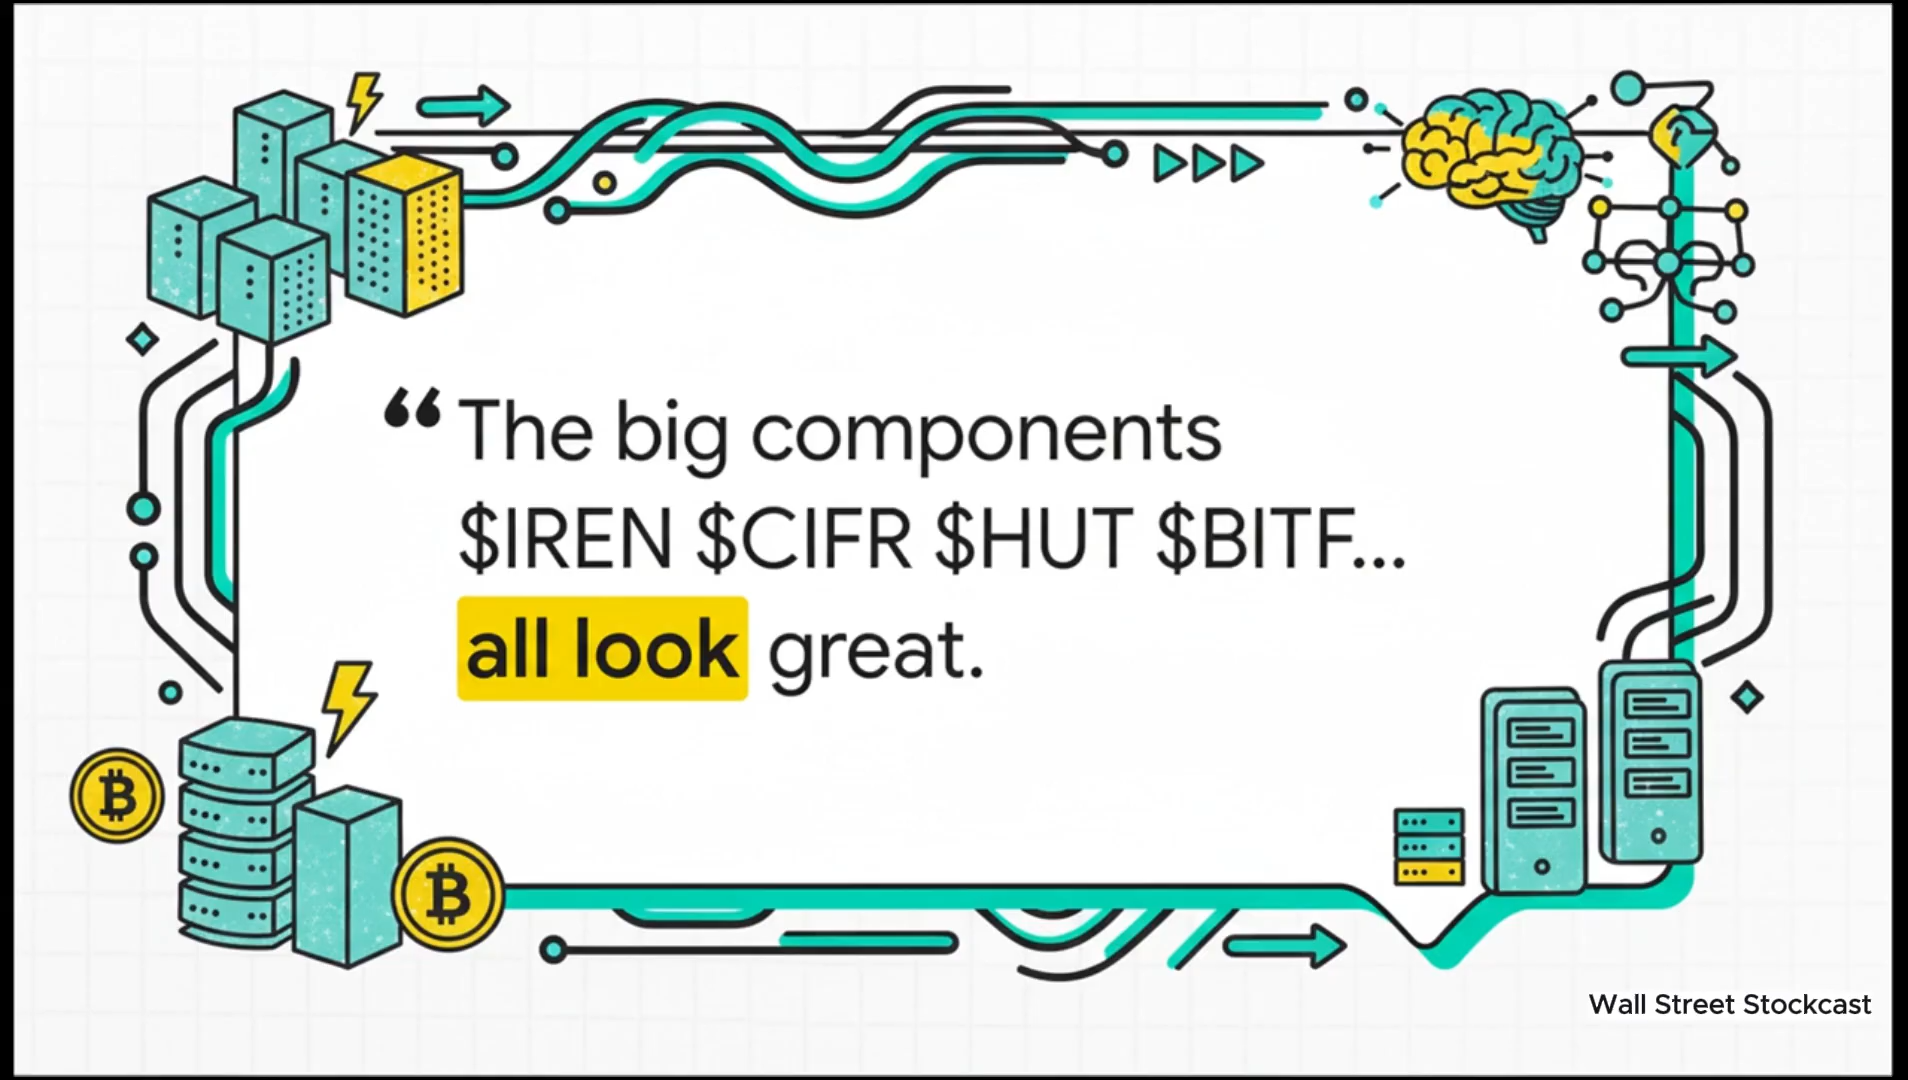 “The big components
$IREN $CIFR $HUT $BITF...
all look great.
Wall Street Stockcast